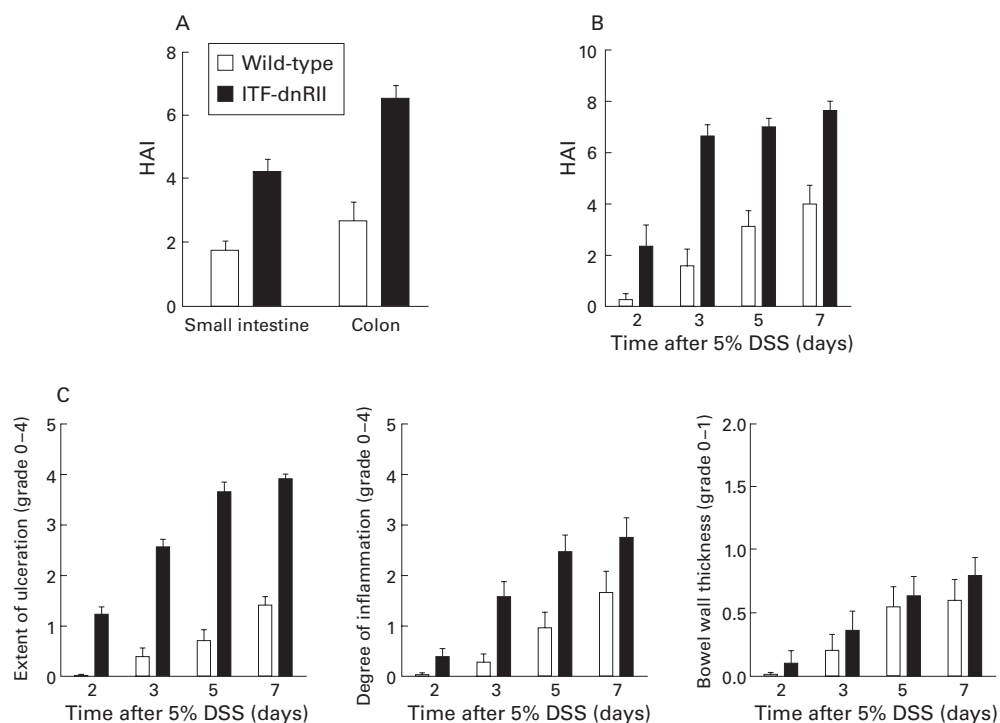 A
HAI
8
6
4
2
0
Wild-type
ITF-dnRII
Small intestine
Colon
B
HAI
10
8
6
4
2
0
2 3 5 7
Time after 5% DSS (days)
C
Extent of ulceration (grade 0–4)
5
4
3
2
1
0
2 3 5 7
Time after 5% DSS (days)
Degree of inflammation (grade 0–4)
5
4
3
2
1
0
2 3 5 7
Time after 5% DSS (days)
Bowel wall thickness (grade 0–1)
2.0
1.5
1.0
0.5
0
2 3 5 7
Time after 5% DSS (days)